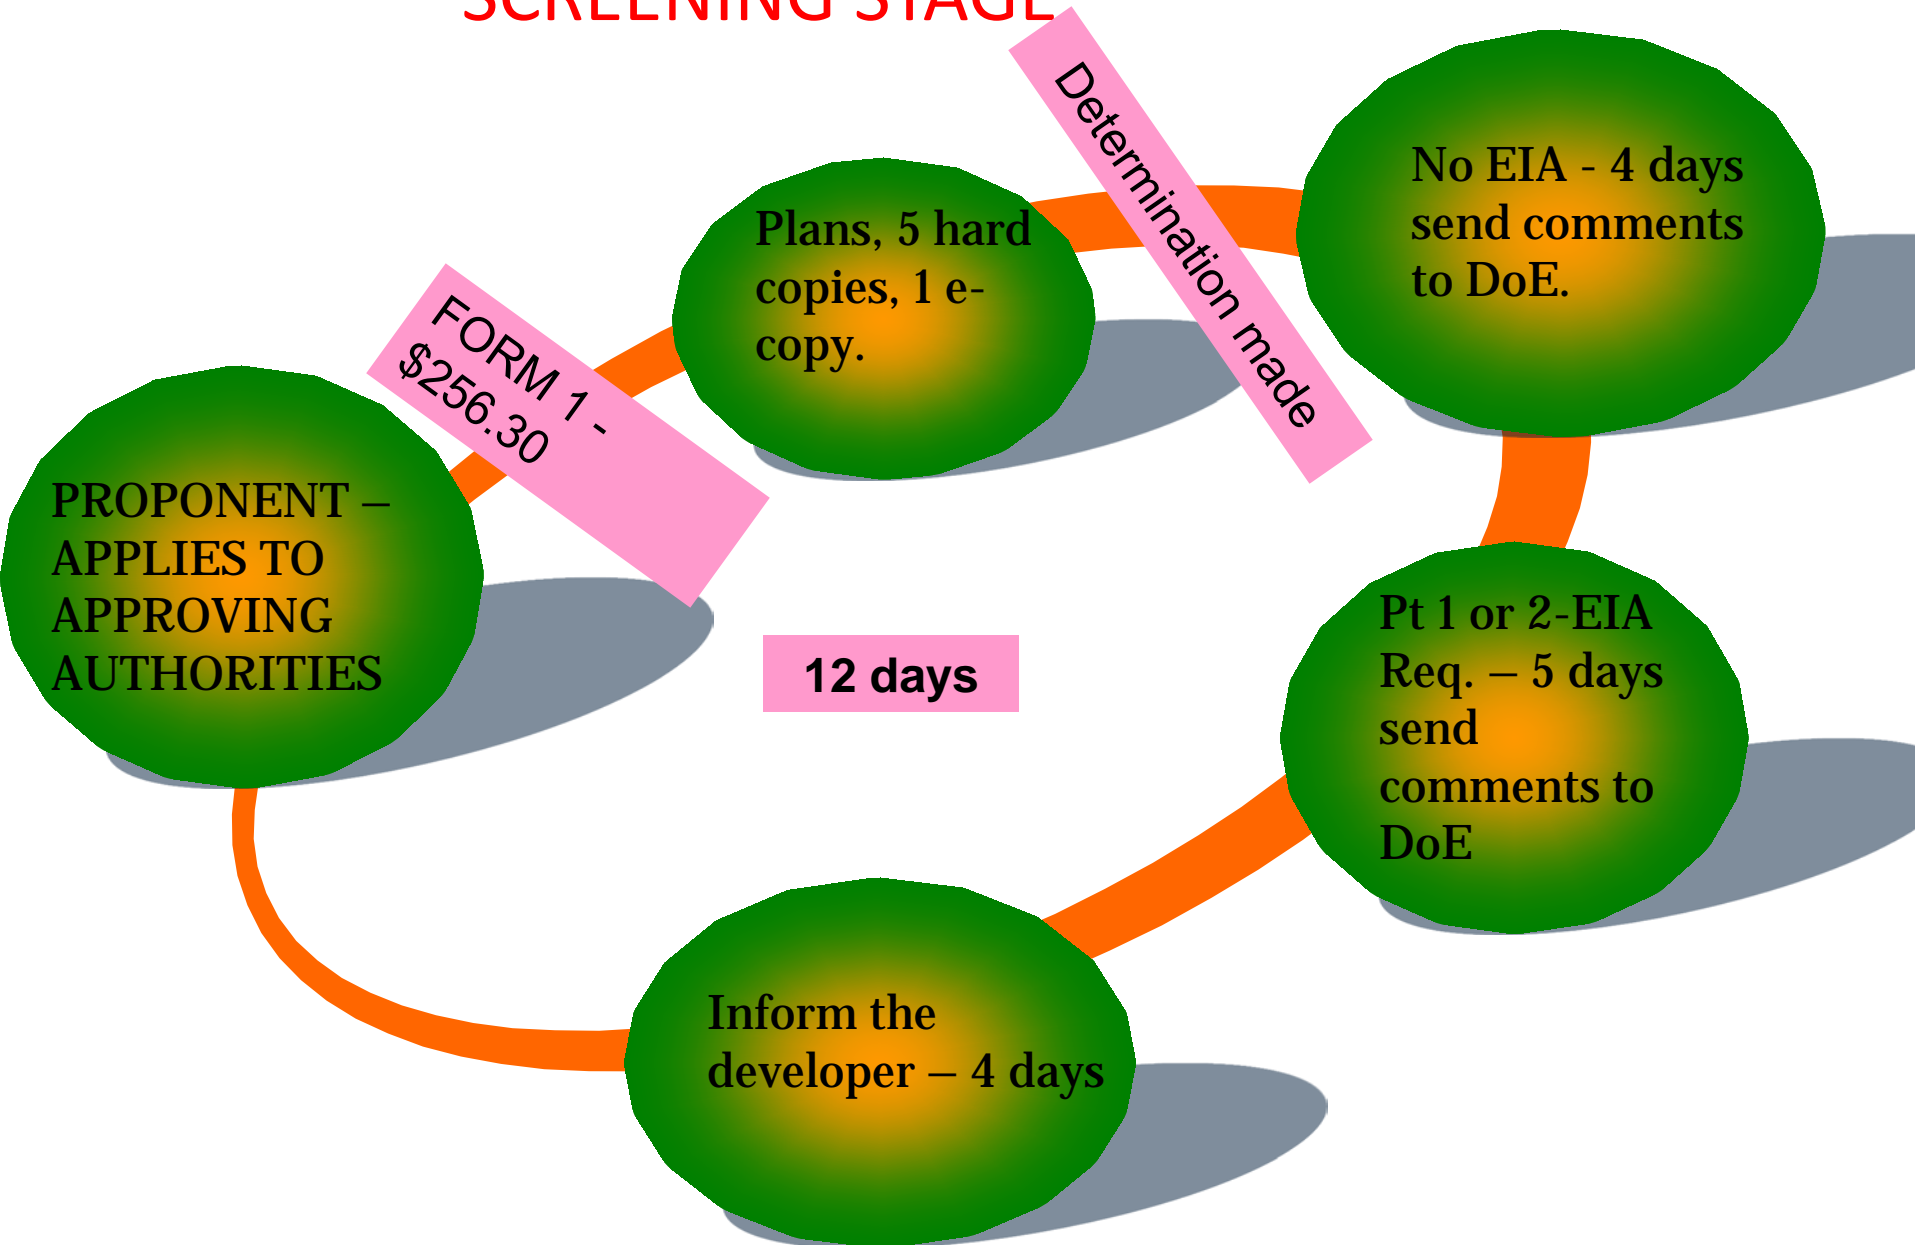 SCREENING STAGE
Determination made
No EIA - 4 days
send comments
to DoE.
Plans, 5 hard
copies, 1 e-
copy.
FORM 1 -
$256.30
PROPONENT –
APPLIES TO
APPROVING
AUTHORITIES
12 days
Pt 1 or 2-EIA
Req. – 5 days
send
comments to
DoE
Inform the
developer – 4 days